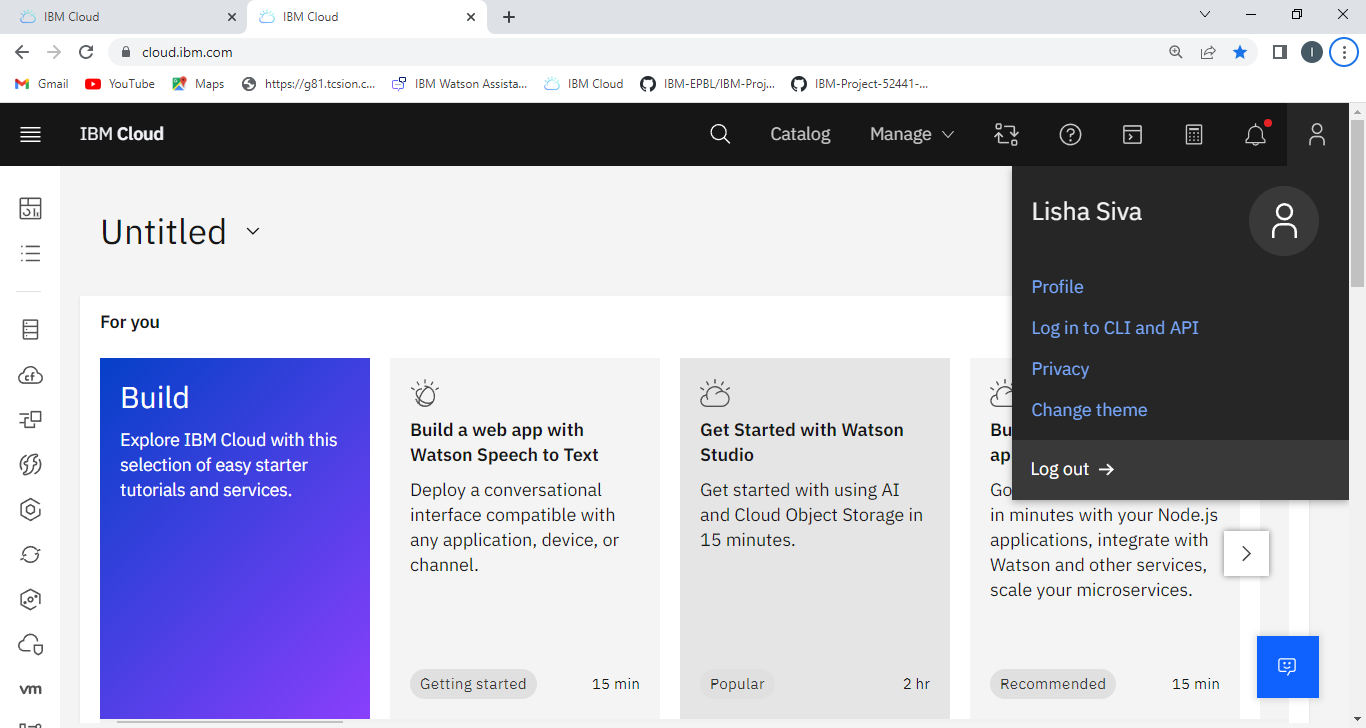 IBM Cloud
IBM Cloud
cloud.ibm.com
I
Gmail
YouTube
Maps
https://g81.tcsion.c...
IBM Watson Assista...
IBM Cloud
IBM-EPBL/IBM-Proj...
IBM-Project-52441-...
IBM Cloud
Catalog
Manage
Untitled
Lisha Siva
Profile
Log in to CLI and API
Privacy
Change theme
Log out
For you
Build
Explore IBM Cloud with this
selection of easy starter
tutorials and services.
Build a web app with
Watson Speech to Text
Deploy a conversational
interface compatible with
any application, device, or
channel.
Getting started
15 min
Get Started with Watson
Studio
Get started with using AI
and Cloud Object Storage in
15 minutes.
Popular
2 hr
Bu
ap
Go
in minutes with your Node.js
applications, integrate with
Watson and other services,
scale your microservices.
Recommended
15 min
cf
vm